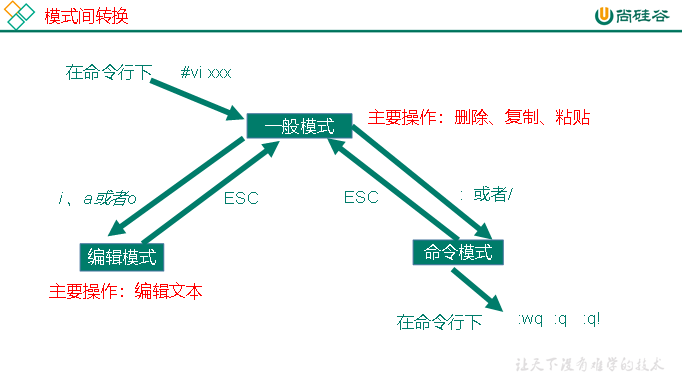 模式间转换
尚硅谷
在命令行下 #vi xxx
一般模式
主要操作：删除、复制、粘贴
i 、a或者o
ESC
ESC
: 或者/
编辑模式
命令模式
主要操作：编辑文本
在命令行下 :wq :q :q!
让天下没有难学的技术